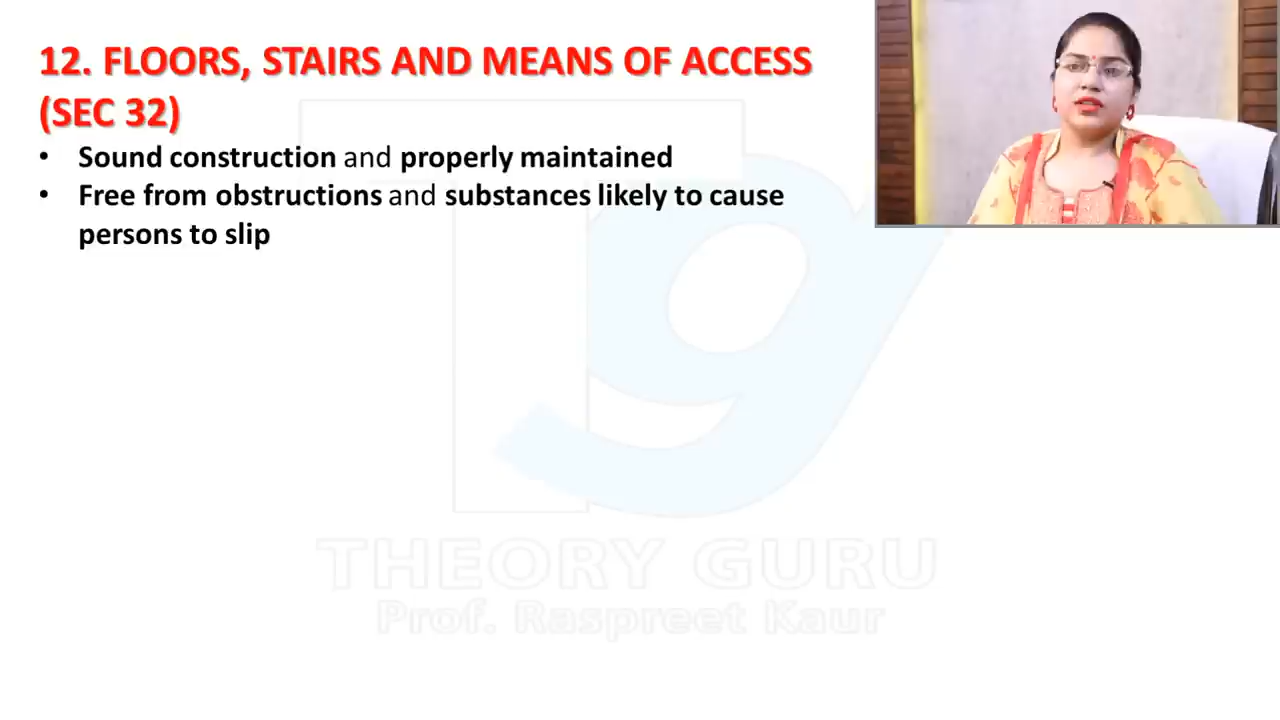 12. FLOORS, STAIRS AND MEANS OF ACCESS
(SEC 32)
• Sound construction and properly maintained
• Free from obstructions and substances likely to cause
persons to slip
Tg
THEORY GURU
Prof. Raspreet Kaur